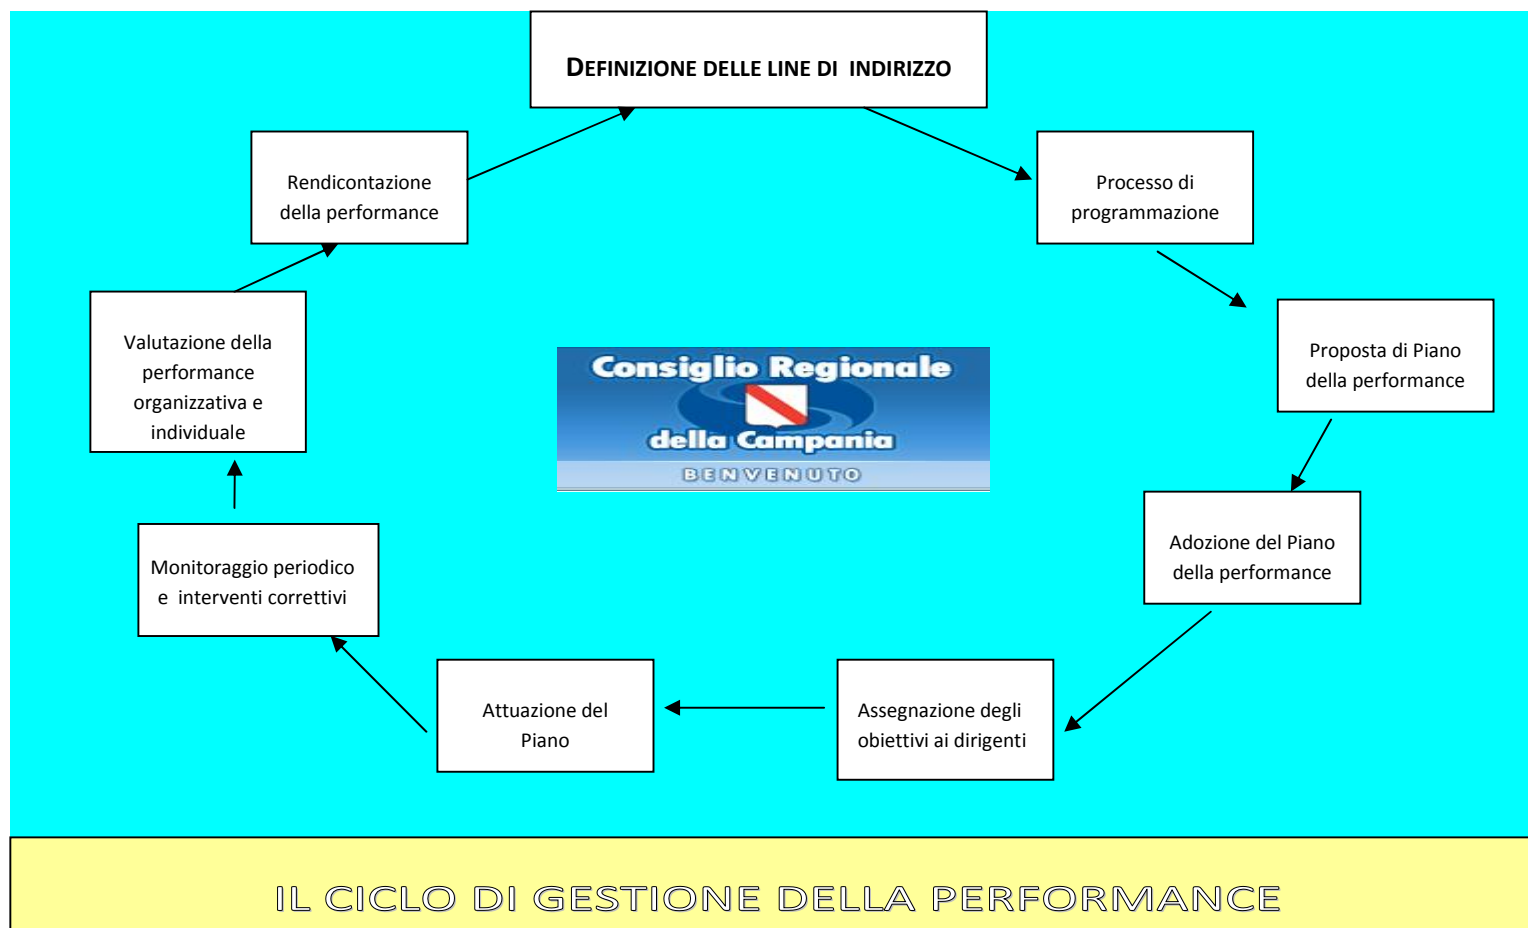 DEFINIZIONE DELLE LINE DI INDIRIZZO
Processo di
programmazione
Proposta di Piano
della performance
Adozione del Piano
della performance
Assegnazione degli
obiettivi ai dirigenti
Attuazione del
Piano
Monitoraggio periodico
e interventi correttivi
Valutazione della
performance
organizzativa e
individuale
Rendicontazione
della performance
Consiglio Regionale
della Campania
BENVENUTO
IL CICLO DI GESTIONE DELLA PERFORMANCE